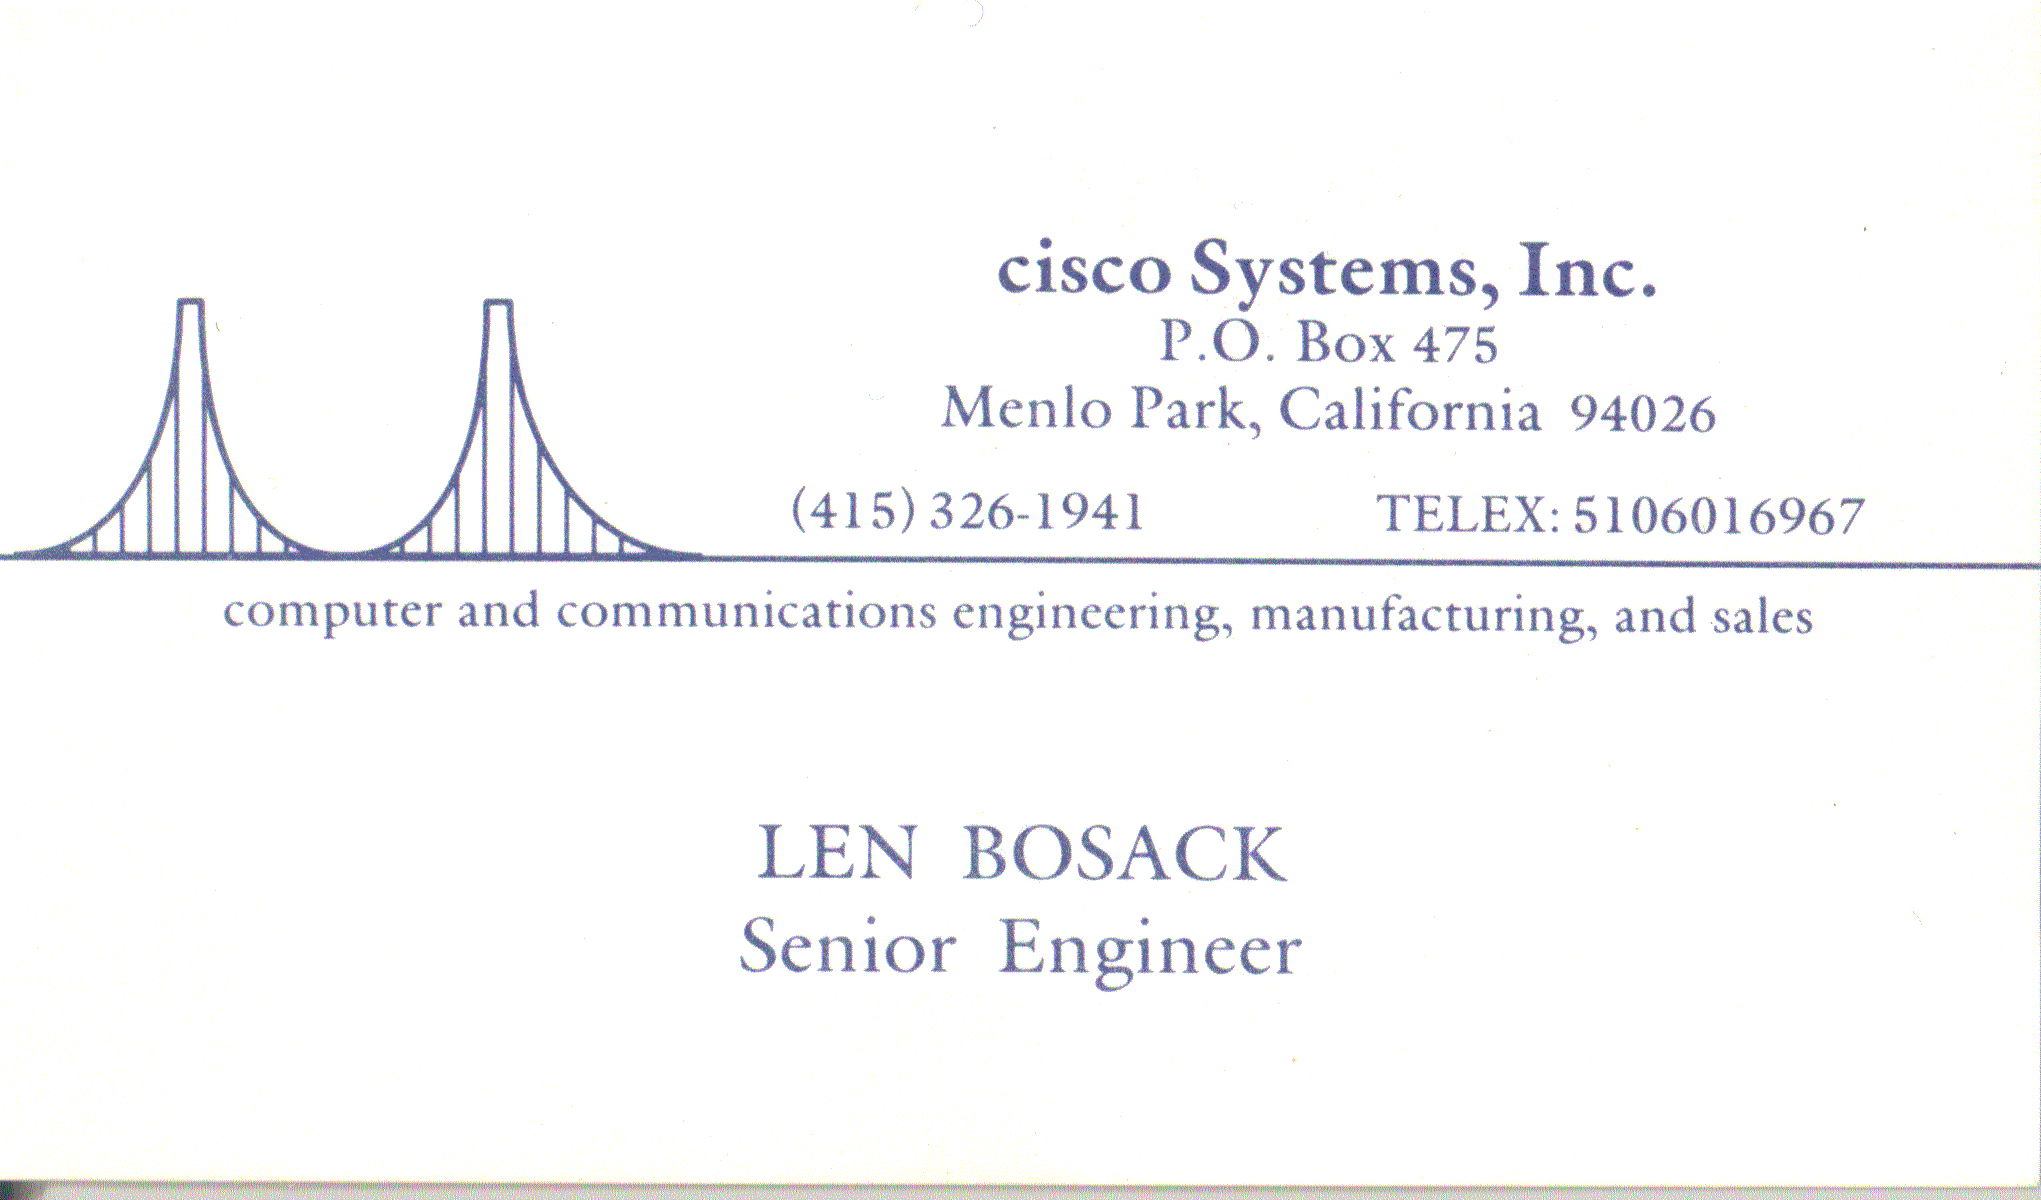 cisco Systems, Inc.
P.O. Box 475
Menlo Park, California 94026
(415) 326-1941 TELEX: 5106016967
computer and communications engineering, manufacturing, and sales
LEN BOSACK
Senior Engineer